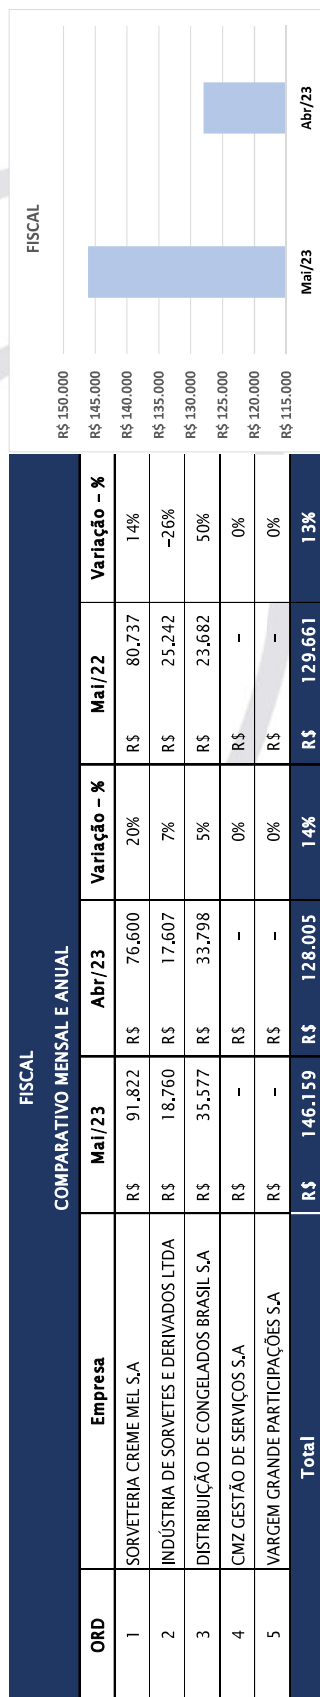 FISCAL
COMPARATIVO MENSAL E ANUAL
ORD Empresa Mai/23 Abr/23 Variação – % Mai/22 Variação – %
1 SORVETERIA CREME MEL S.A R$ 91.822 R$ 76.600 20% R$ 80.737 14%
2 INDÚSTRIA DE SORVETES E DERIVADOS LTDA R$ 18.760 R$ 17.607 7% R$ 25.242 –26%
3 DISTRIBUIÇÃO DE CONGELADOS BRASIL S.A R$ 35.577 R$ 33.798 5% R$ 23.682 50%
4 CMZ GESTÃO DE SERVIÇOS S.A R$ – R$ – 0% R$ – 0%
5 VARGEM GRANDE PARTICIPAÇÕES S.A R$ – R$ – 0% R$ – 0%
Total R$ 146.159 R$ 128.005 14% R$ 129.661 13%
FISCAL
R$ 150.000
R$ 145.000
R$ 140.000
R$ 135.000
R$ 130.000
R$ 125.000
R$ 120.000
R$ 115.000
Mai/23 Abr/23